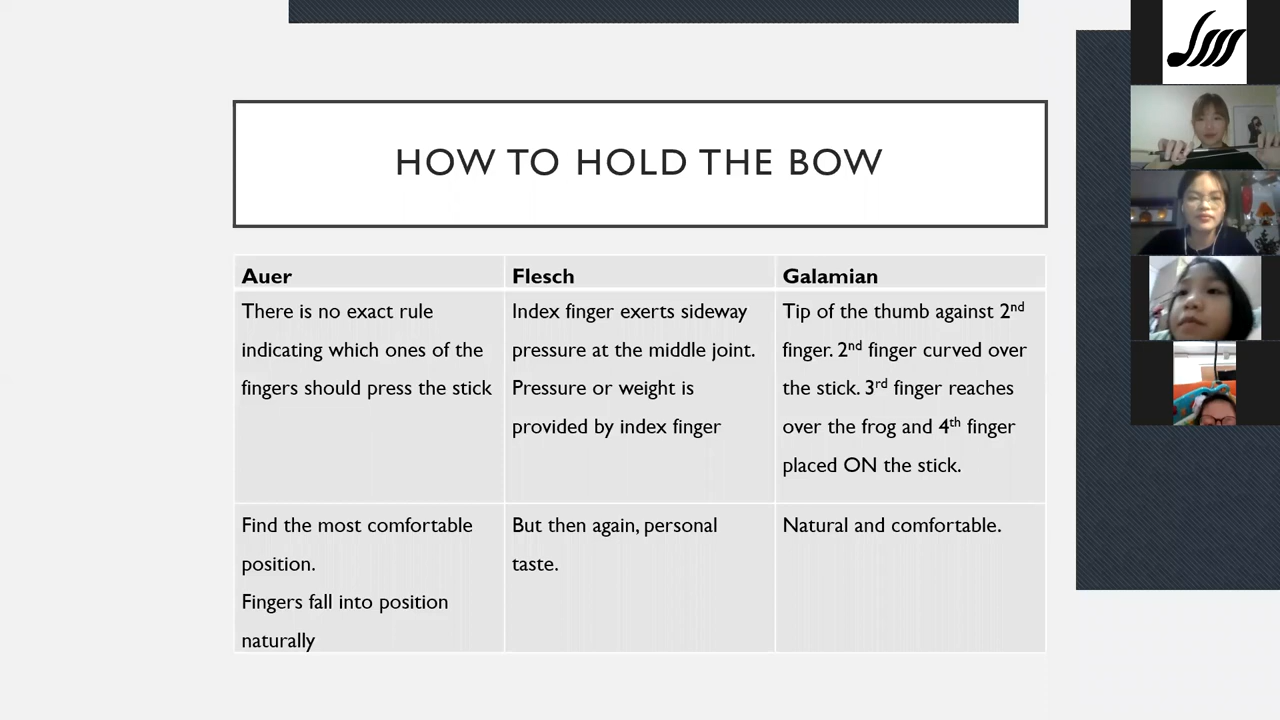 HOW TO HOLD THE BOW
Auer
There is no exact rule
indicating which ones of the
fingers should press the stick
Find the most comfortable
position.
Fingers fall into position
naturally
Flesch
Index finger exerts sideway
pressure at the middle joint.
Pressure or weight is
provided by index finger
But then again, personal
taste.
Galamian
Tip of the thumb against 2nd
finger. 2nd finger curved over
the stick. 3rd finger reaches
over the frog and 4th finger
placed ON the stick.
Natural and comfortable.